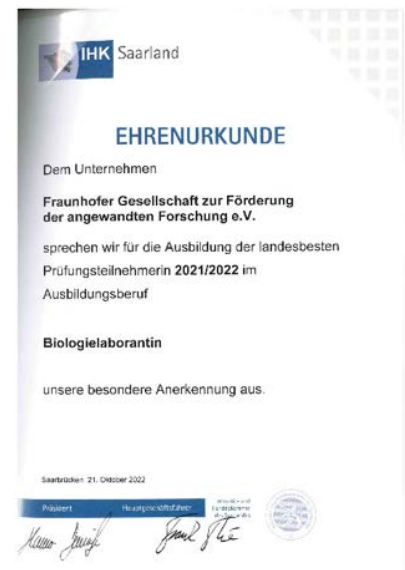 IHK Saarland
EHRENURKUNDE
Dem Unternehmen
Fraunhofer Gesellschaft zur Förderung
der angewandten Forschung e.V.
sprechen wir für die Ausbildung der landesbesten
Prüfungsteilnehmerin 2021/2022 im
Ausbildungsberuf
Biologielaborantin
unsere besondere Anerkennung aus.
Saarbrücken, 21. Oktober 2022
Präsident Hauptgeschäftsführer